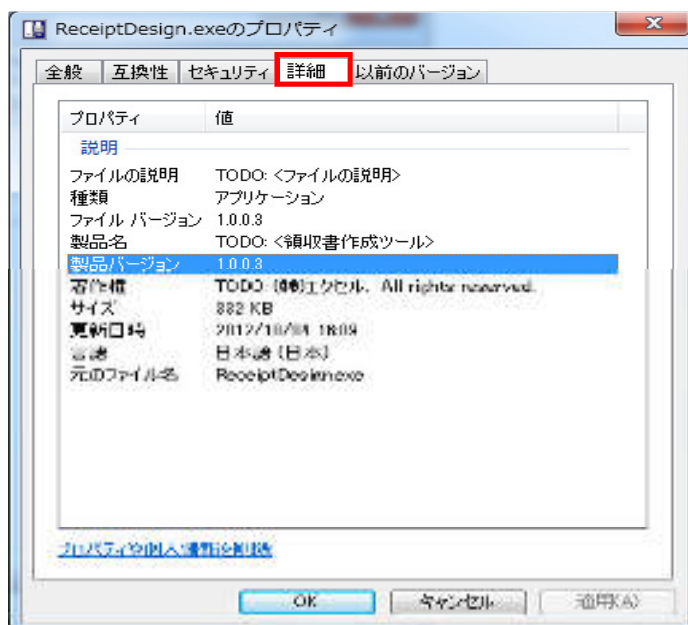 ReceiptDesign.exeのプロパティ
全般 互換性 セキュリティ 詳細 以前のバージョン
プロパティ 値
説明
ファイルの説明 TODO: <ファイルの説明>
種類 アプリケーション
ファイル バージョン 1.0.0.3
製品名 TODO: <領収書作成ツール>
製品バージョン 1.0.0.3
著作権 TODO: (株)エクセル. All rights reserved.
サイズ 332 KB
更新日時 2012/10/04 18:09
言語 日本語 (日本)
元のファイル名 ReceiptDesign.exe
プロパティや個人情報を削除
OK キャンセル 適用(A)